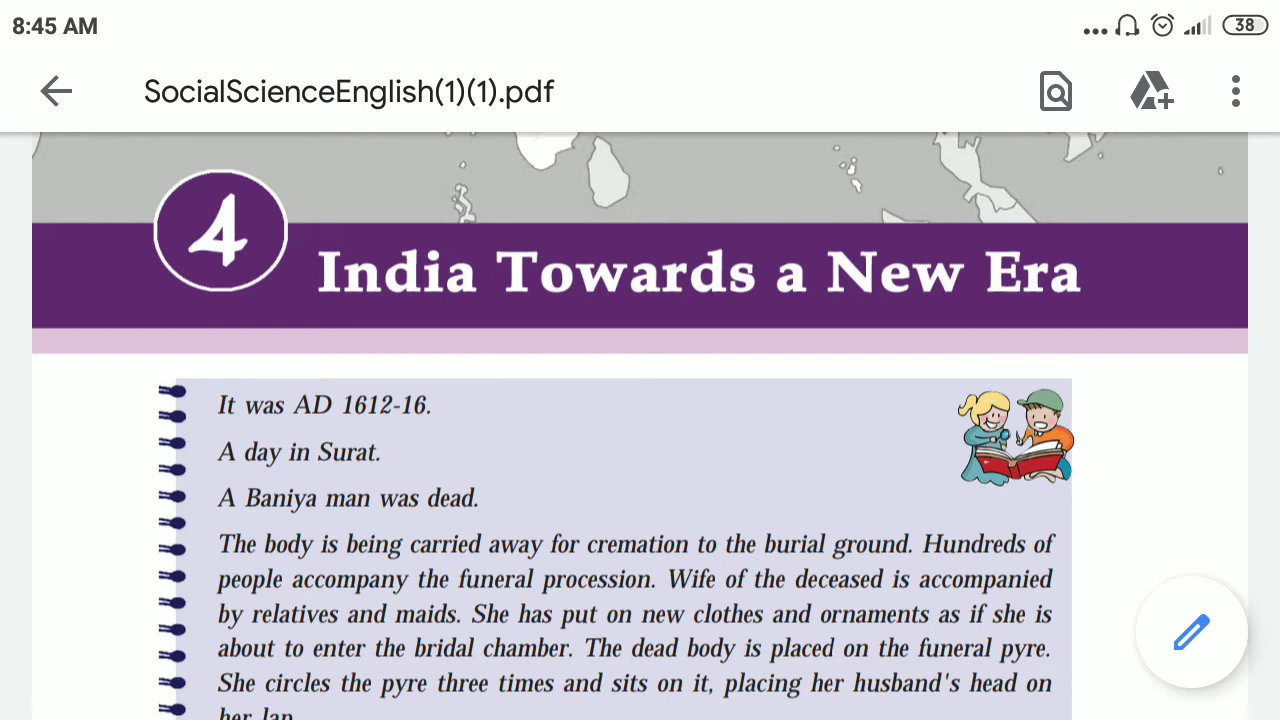 8:45 AM
38
SocialScienceEnglish(1)(1).pdf
4
India Towards a New Era
It was AD 1612-16.
A day in Surat.
A Baniya man was dead.
The body is being carried away for cremation to the burial ground. Hundreds of
people accompany the funeral procession. Wife of the deceased is accompanied
by relatives and maids. She has put on new clothes and ornaments as if she is
about to enter the bridal chamber. The dead body is placed on the funeral pyre.
She circles the pyre three times and sits on it, placing her husband's head on
her lap